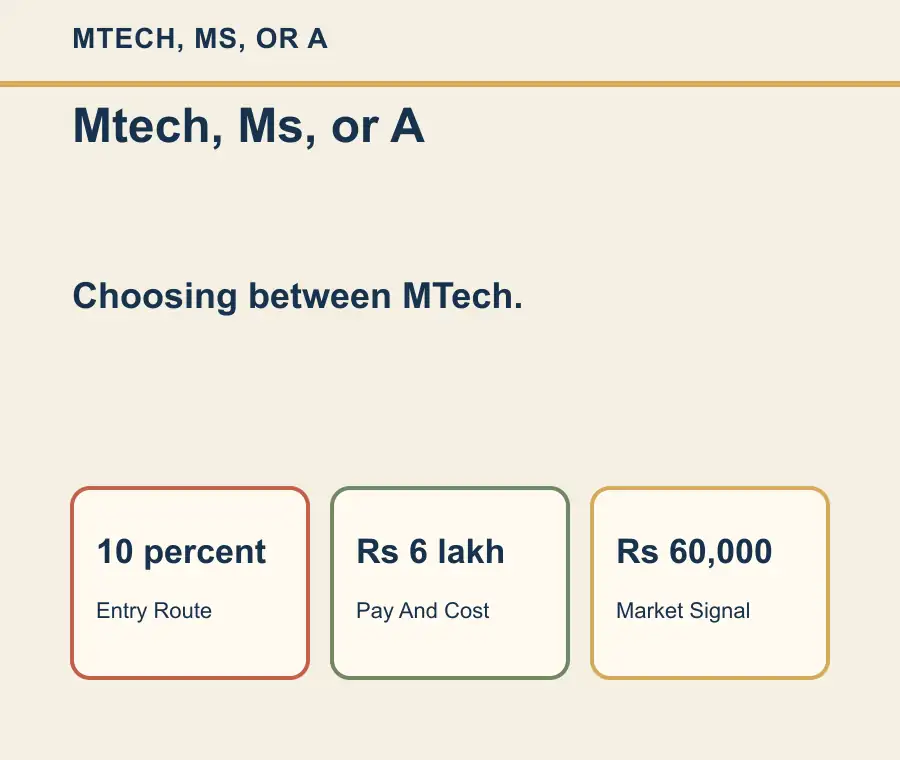 MTECH, MS, OR A
Mtech, Ms, or A
Choosing between MTech.
10 percent
Entry Route
Rs 6 lakh
Pay And Cost
Rs 60,000
Market Signal